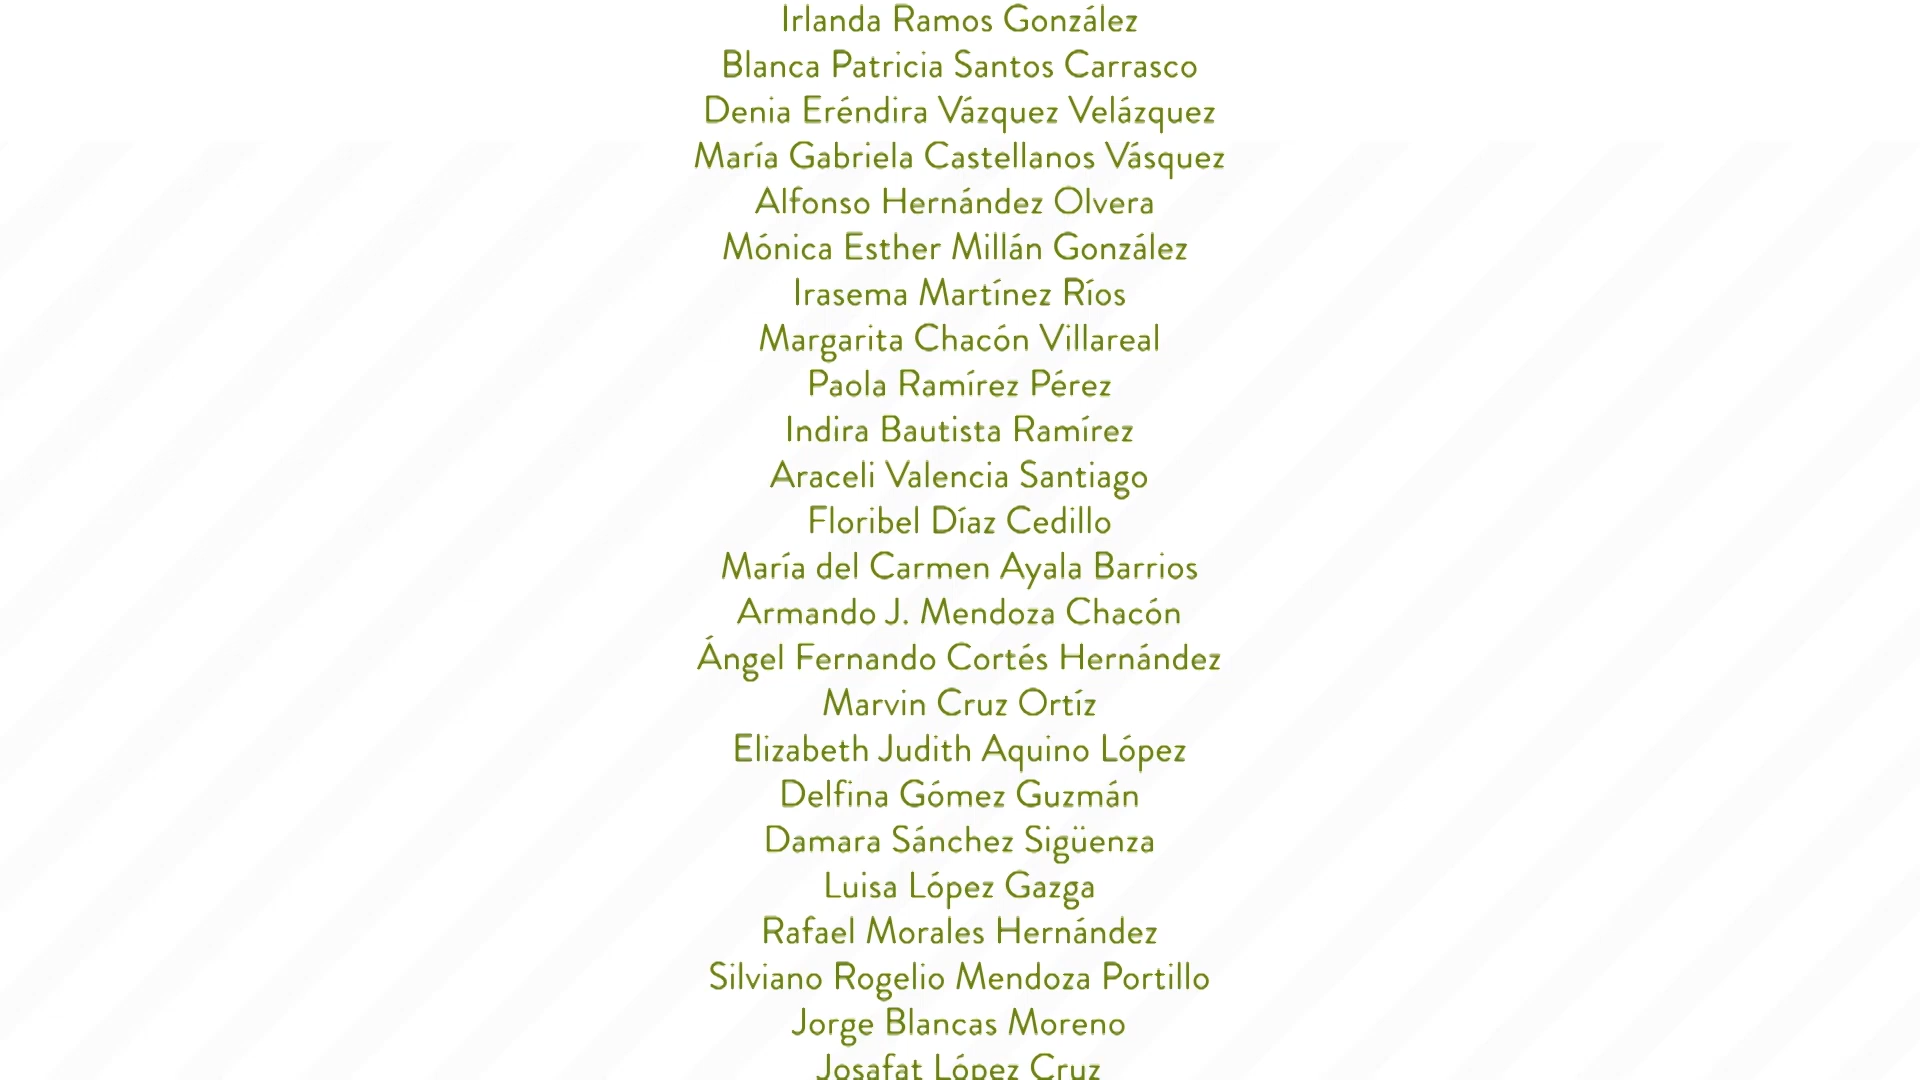 Irlanda Ramos González
Blanca Patricia Santos Carrasco
Denia Eréndira Vázquez Velázquez
María Gabriela Castellanos Vásquez
Alfonso Hernández Olvera
Mónica Esther Millán González
Irasema Martínez Ríos
Margarita Chacón Villareal
Paola Ramírez Pérez
Indira Bautista Ramírez
Araceli Valencia Santiago
Floribel Díaz Cedillo
María del Carmen Ayala Barrios
Armando J. Mendoza Chacón
Ángel Fernando Cortés Hernández
Marvin Cruz Ortíz
Elizabeth Judith Aquino López
Delfina Gómez Guzmán
Damara Sánchez Sigüenza
Luisa López Gazga
Rafael Morales Hernández
Silviano Rogelio Mendoza Portillo
Jorge Blancas Moreno
Josafat López Cruz